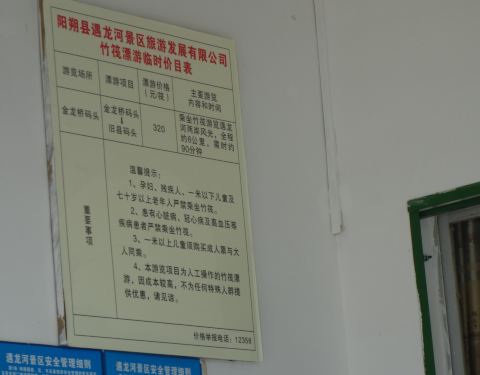 阳朔县遇龙河景区旅游发展有限公司
竹筏漂游临时价目表
游览场所 漂游项目 漂游价格(元/筏) 主要游览内容和时间
金龙桥码头 金龙桥码头↓旧县码头 320 乘坐竹筏游览遇龙河两岸风光,全程约6公里,需时约90分钟
重要事项
温馨提示:
1、孕妇、残疾人、一米以下儿童及
七十岁以上老年人严禁乘坐竹筏。
2、患有心脏病、冠心病及高血压等
疾病患者严禁乘坐竹筏。
3、一米以上儿童须购买成人票与大
人同乘。
4、本游览项目为人工操作的竹筏漂
游,因成本较高,不为任何特殊人群提
供优惠,请见谅。
价格举报电话:12358
遇龙河景区安全管理细则
遇龙河景区安全管理细则